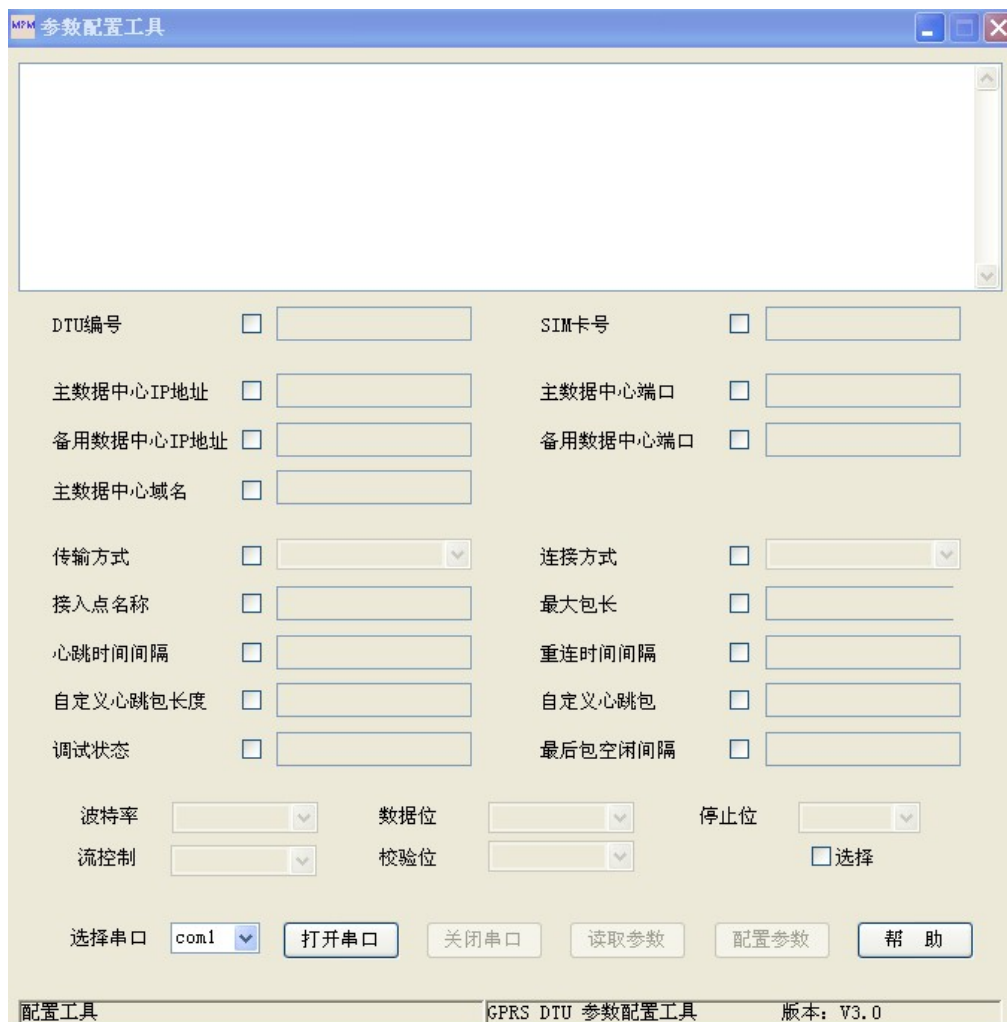 M2M 参数配置工具
DTU编号 SIM卡号
主数据中心IP地址 主数据中心端口
备用数据中心IP地址 备用数据中心端口
主数据中心域名
传输方式 连接方式
接入点名称 最大包长
心跳时间间隔 重连时间间隔
自定义心跳包长度 自定义心跳包
调试状态 最后包空闲间隔
波特率 数据位 停止位
流控制 校验位 选择
选择串口 com1 打开串口 关闭串口 读取参数 配置参数 帮 助
配置工具 GPRS DTU 参数配置工具 版本: V3.0